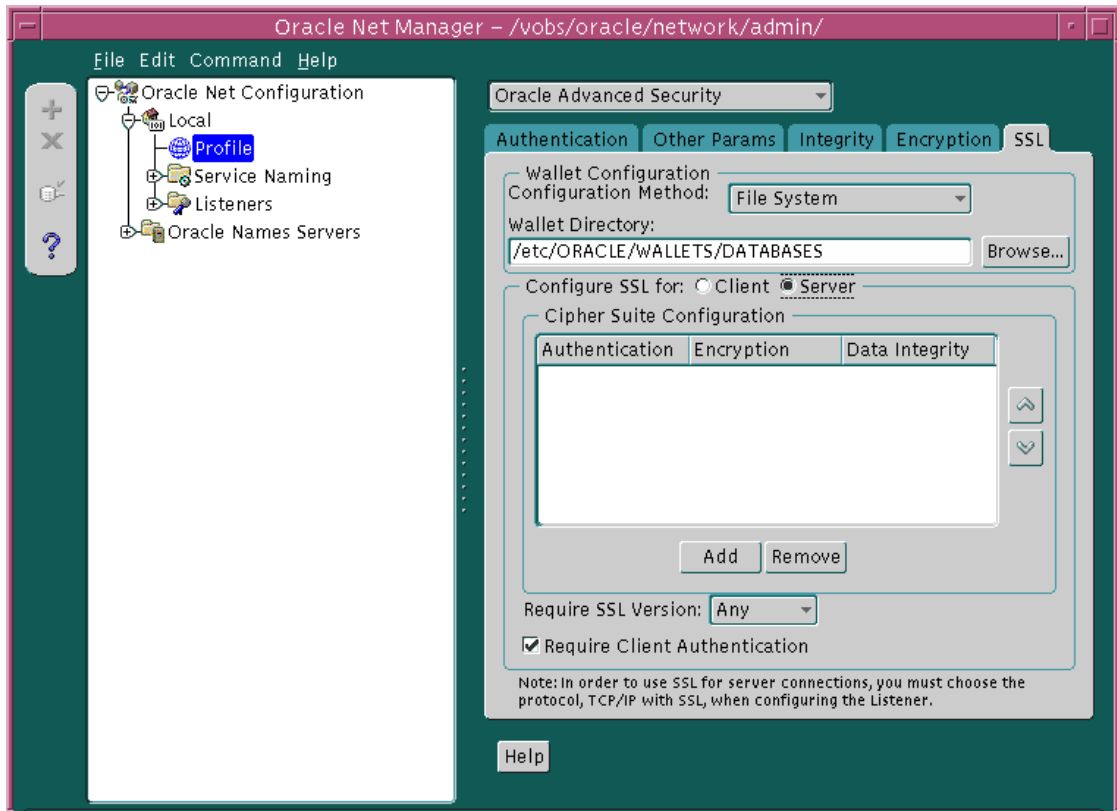 Oracle Net Manager – /vobs/oracle/network/admin/
File Edit Command Help
Oracle Net Configuration
Local
Profile
Service Naming
Listeners
Oracle Names Servers
Oracle Advanced Security
Authentication Other Params Integrity Encryption SSL
Wallet Configuration
Configuration Method: File System
Wallet Directory:
/etc/ORACLE/WALLETS/DATABASES Browse...
Configure SSL for: Client Server
Cipher Suite Configuration
Authentication Encryption Data Integrity
Add Remove
Require SSL Version: Any
Require Client Authentication
Note: In order to use SSL for server connections, you must choose the
protocol, TCP/IP with SSL, when configuring the Listener.
Help